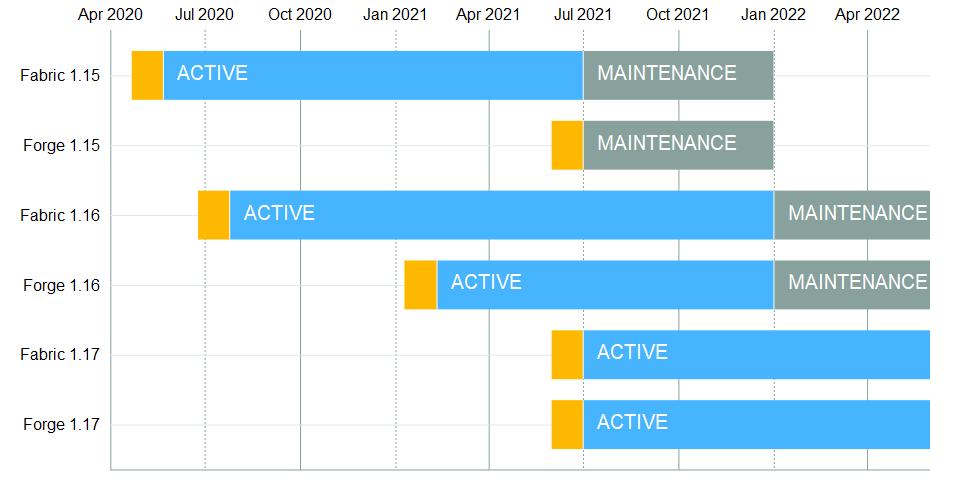 Apr 2020 Jul 2020 Oct 2020 Jan 2021 Apr 2021 Jul 2021 Oct 2021 Jan 2022 Apr 2022
Fabric 1.15 ACTIVE MAINTENANCE
Forge 1.15 MAINTENANCE
Fabric 1.16 ACTIVE MAINTENANCE
Forge 1.16 ACTIVE MAINTENANCE
Fabric 1.17 ACTIVE
Forge 1.17 ACTIVE